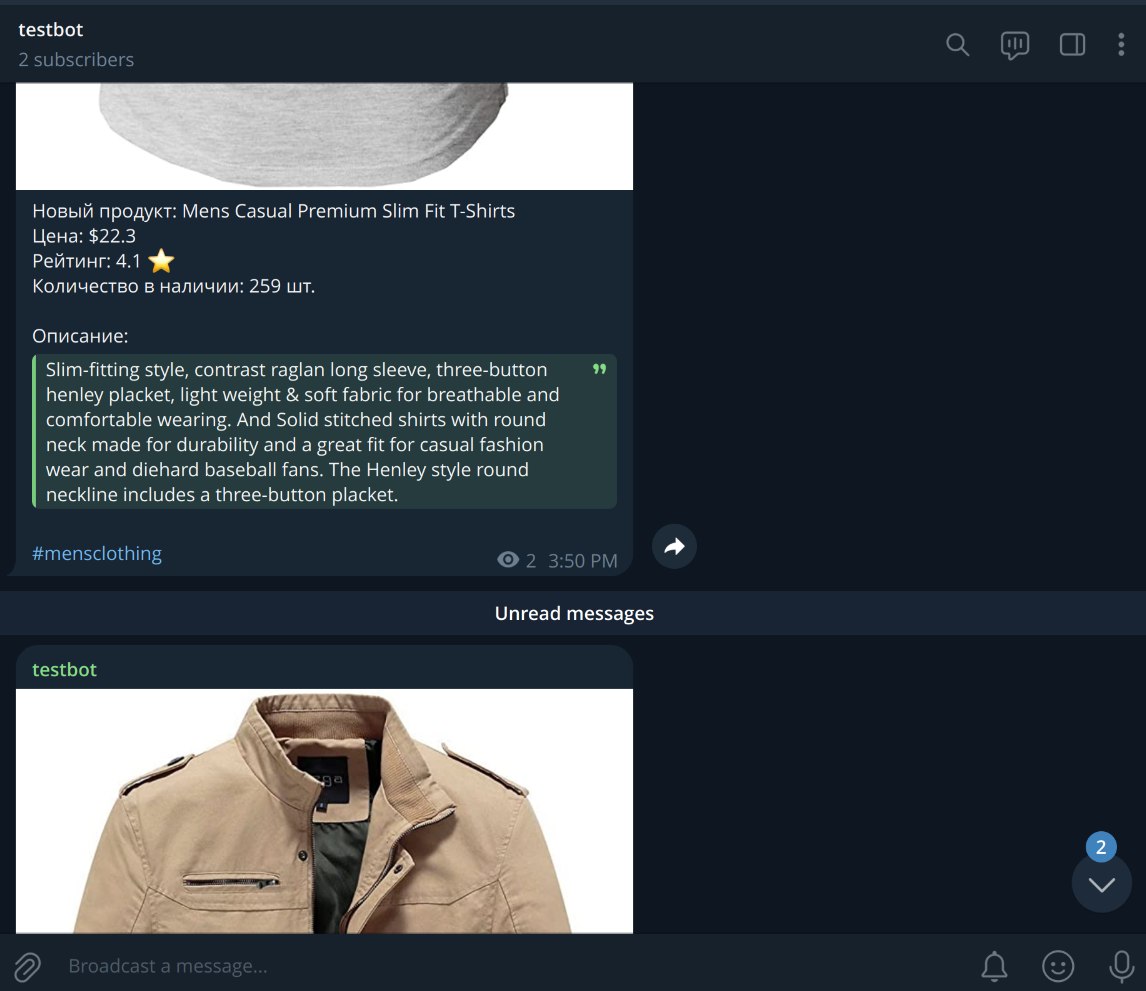 testbot
2 subscribers
Новый продукт: Mens Casual Premium Slim Fit T-Shirts
Цена: $22.3
Рейтинг: 4.1 ⭐
Количество в наличии: 259 шт.
Описание:
Slim-fitting style, contrast raglan long sleeve, three-button
henley placket, light weight & soft fabric for breathable and
comfortable wearing. And Solid stitched shirts with round
neck made for durability and a great fit for casual fashion
wear and diehard baseball fans. The Henley style round
neckline includes a three-button placket.
#mensclothing
2 3:50 PM
Unread messages
testbot
2
Broadcast a message...